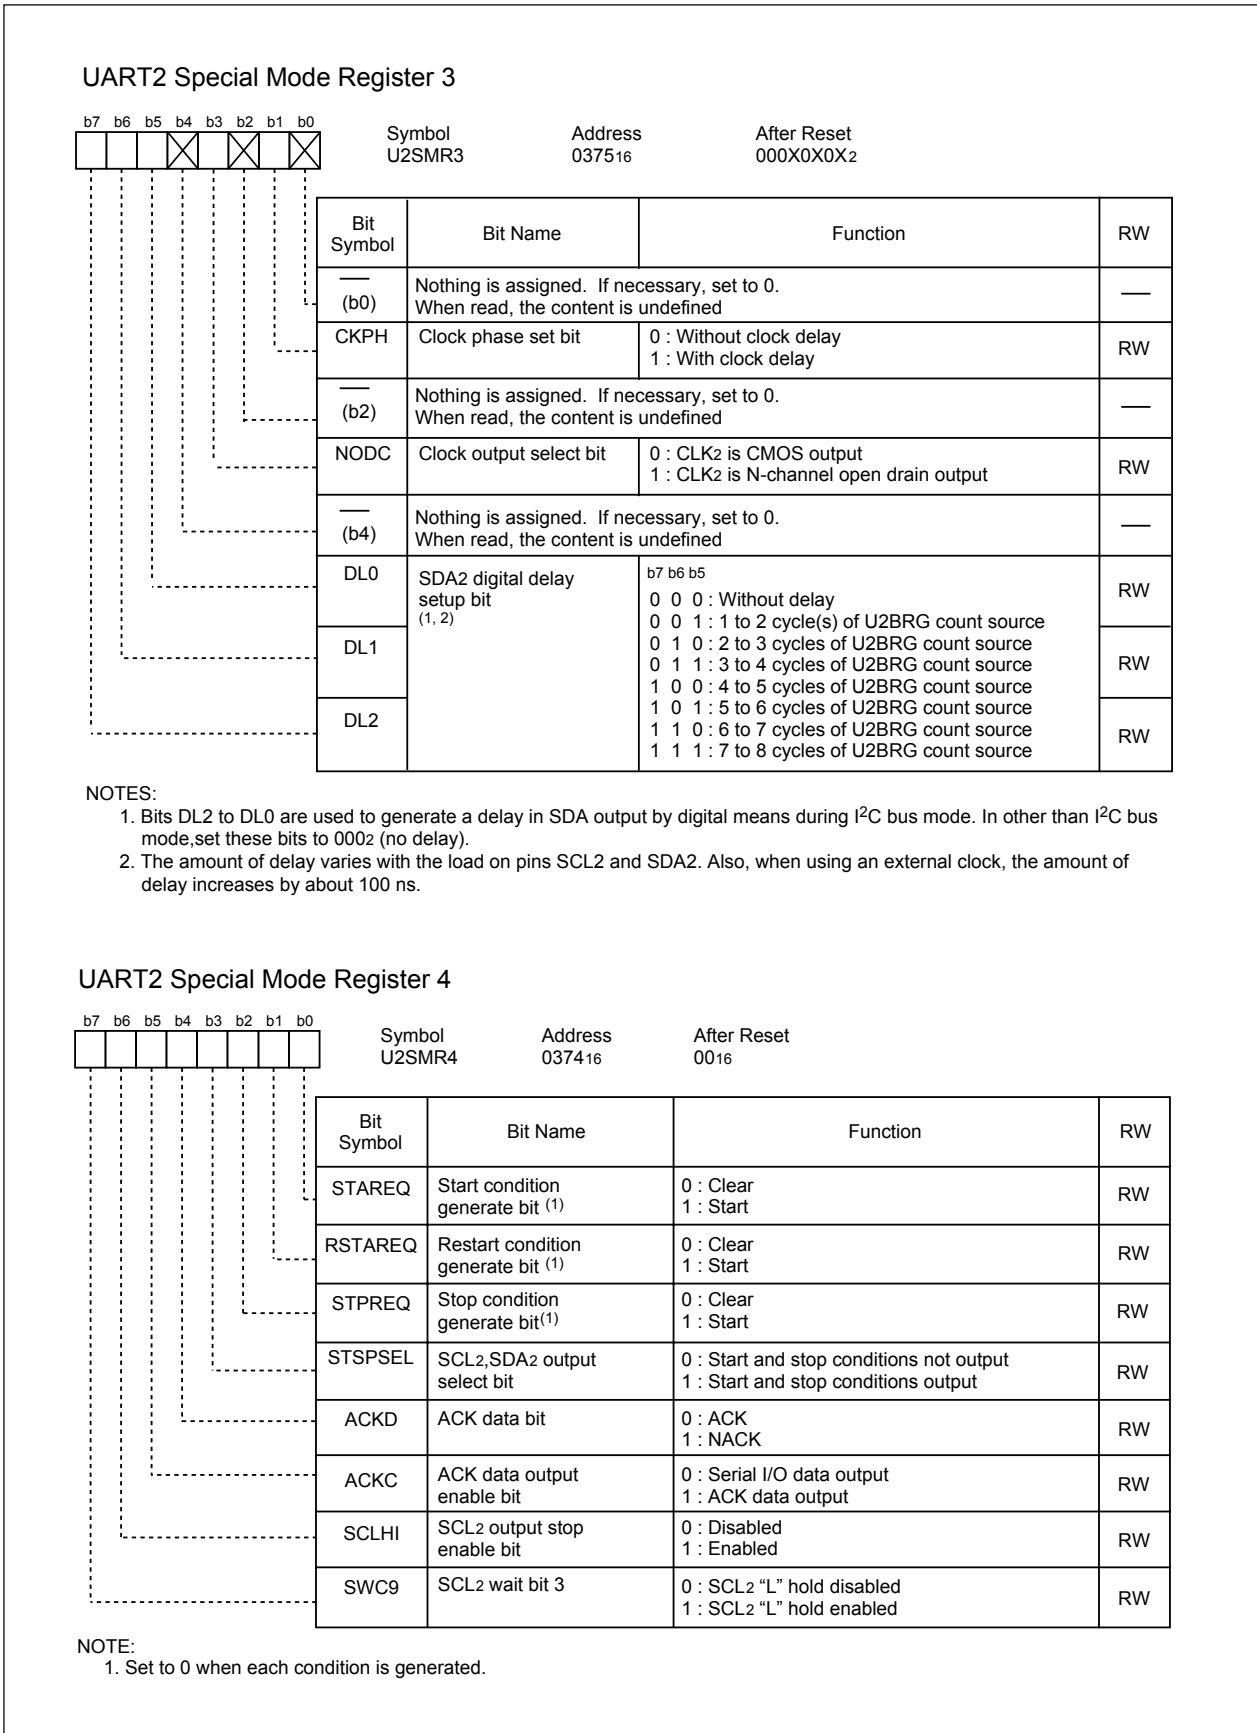 UART2 Special Mode Register 3
b7 b6 b5 b4 b3 b2 b1 b0
Symbol Address After Reset
U2SMR3 037516 000X0X0X2
Bit Symbol Bit Name Function RW
— (b0) Nothing is assigned. If necessary, set to 0. —
When read, the content is undefined
CKPH Clock phase set bit 0 : Without clock delay RW
1 : With clock delay
— (b2) Nothing is assigned. If necessary, set to 0. —
When read, the content is undefined
NODC Clock output select bit 0 : CLK2 is CMOS output RW
1 : CLK2 is N-channel open drain output
— (b4) Nothing is assigned. If necessary, set to 0. —
When read, the content is undefined
DL0 SDA2 digital delay b7 b6 b5 RW
setup bit 0 0 0 : Without delay
(1, 2) 0 0 1 : 1 to 2 cycle(s) of U2BRG count source
DL1 0 1 0 : 2 to 3 cycles of U2BRG count source RW
0 1 1 : 3 to 4 cycles of U2BRG count source
1 0 0 : 4 to 5 cycles of U2BRG count source
DL2 1 0 1 : 5 to 6 cycles of U2BRG count source RW
1 1 0 : 6 to 7 cycles of U2BRG count source
1 1 1 : 7 to 8 cycles of U2BRG count source
NOTES:
1. Bits DL2 to DL0 are used to generate a delay in SDA output by digital means during I2C bus mode. In other than I2C bus
mode,set these bits to 0002 (no delay).
2. The amount of delay varies with the load on pins SCL2 and SDA2. Also, when using an external clock, the amount of
delay increases by about 100 ns.
UART2 Special Mode Register 4
b7 b6 b5 b4 b3 b2 b1 b0
Symbol Address After Reset
U2SMR4 037416 0016
Bit Symbol Bit Name Function RW
STAREQ Start condition 0 : Clear RW
generate bit (1) 1 : Start
RSTAREQ Restart condition 0 : Clear RW
generate bit (1) 1 : Start
STPREQ Stop condition 0 : Clear RW
generate bit(1) 1 : Start
STSPSEL SCL2,SDA2 output 0 : Start and stop conditions not output RW
select bit 1 : Start and stop conditions output
ACKD ACK data bit 0 : ACK RW
1 : NACK
ACKC ACK data output 0 : Serial I/O data output RW
enable bit 1 : ACK data output
SCLHI SCL2 output stop 0 : Disabled RW
enable bit 1 : Enabled
SWC9 SCL2 wait bit 3 0 : SCL2 “L” hold disabled RW
1 : SCL2 “L” hold enabled
NOTE:
1. Set to 0 when each condition is generated.